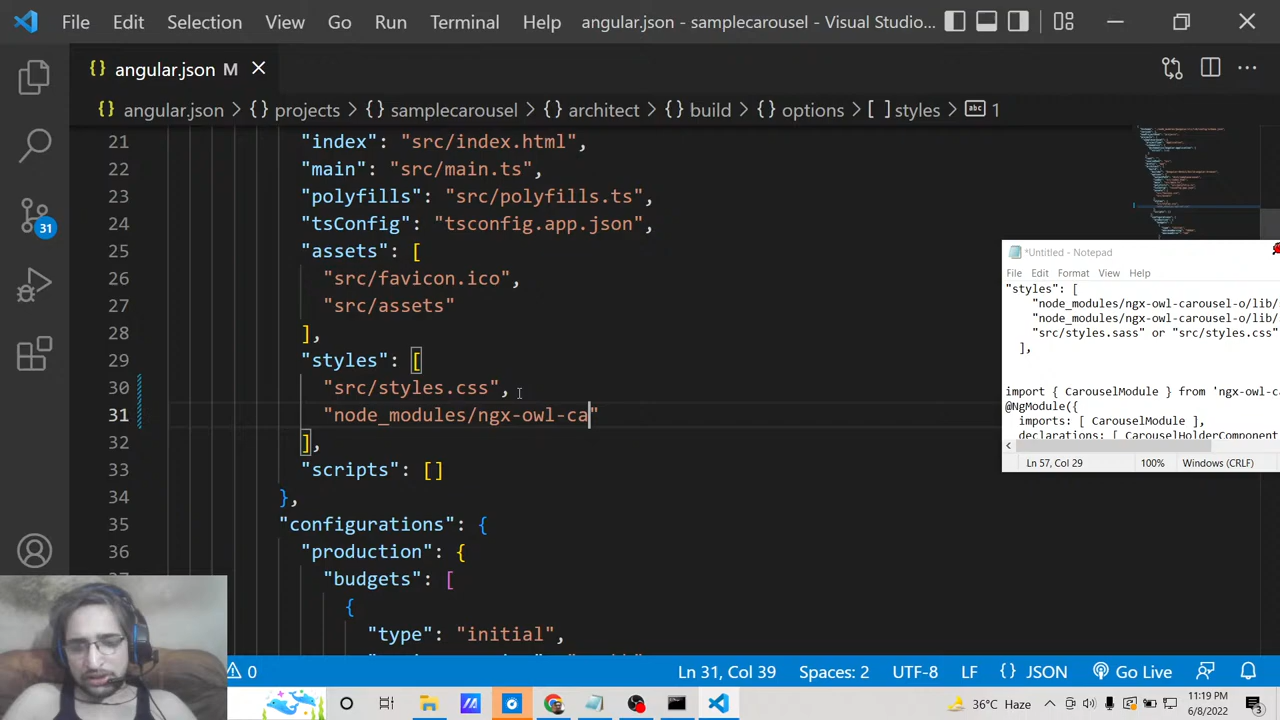 File Edit Selection View Go Run Terminal Help angular.json - samplecarousel - Visual Studio...
{} angular.json M
{} angular.json > {} projects > {} samplecarousel > {} architect > {} build > {} options > [ ] styles > abc 1
21 "index": "src/index.html",
22 "main": "src/main.ts",
23 "polyfills": "src/polyfills.ts",
24 "tsConfig": "tsconfig.app.json",
25 "assets": [
26 "src/favicon.ico",
27 "src/assets"
28 ],
29 "styles": [
30 "src/styles.css",
31 "node_modules/ngx-owl-ca"
32 ],
33 "scripts": []
34 },
35 "configurations": {
36 "production": {
"budgets": [
{
"type": "initial",
31
*Untitled - Notepad
File Edit Format View Help
"styles": [
"node_modules/ngx-owl-carousel-o/lib/
"node_modules/ngx-owl-carousel-o/lib/
"src/styles.sass" or "src/styles.css"
],
import { CarouselModule } from 'ngx-owl-ca
@NgModule({
imports: [ CarouselModule ],
declarations: [ CarouselHolderComponent
Ln 57, Col 29 100% Windows (CRLF)
0 Ln 31, Col 39 Spaces: 2 UTF-8 LF {} JSON Go Live
36°C Haze 11:19 PM
6/8/2022
3